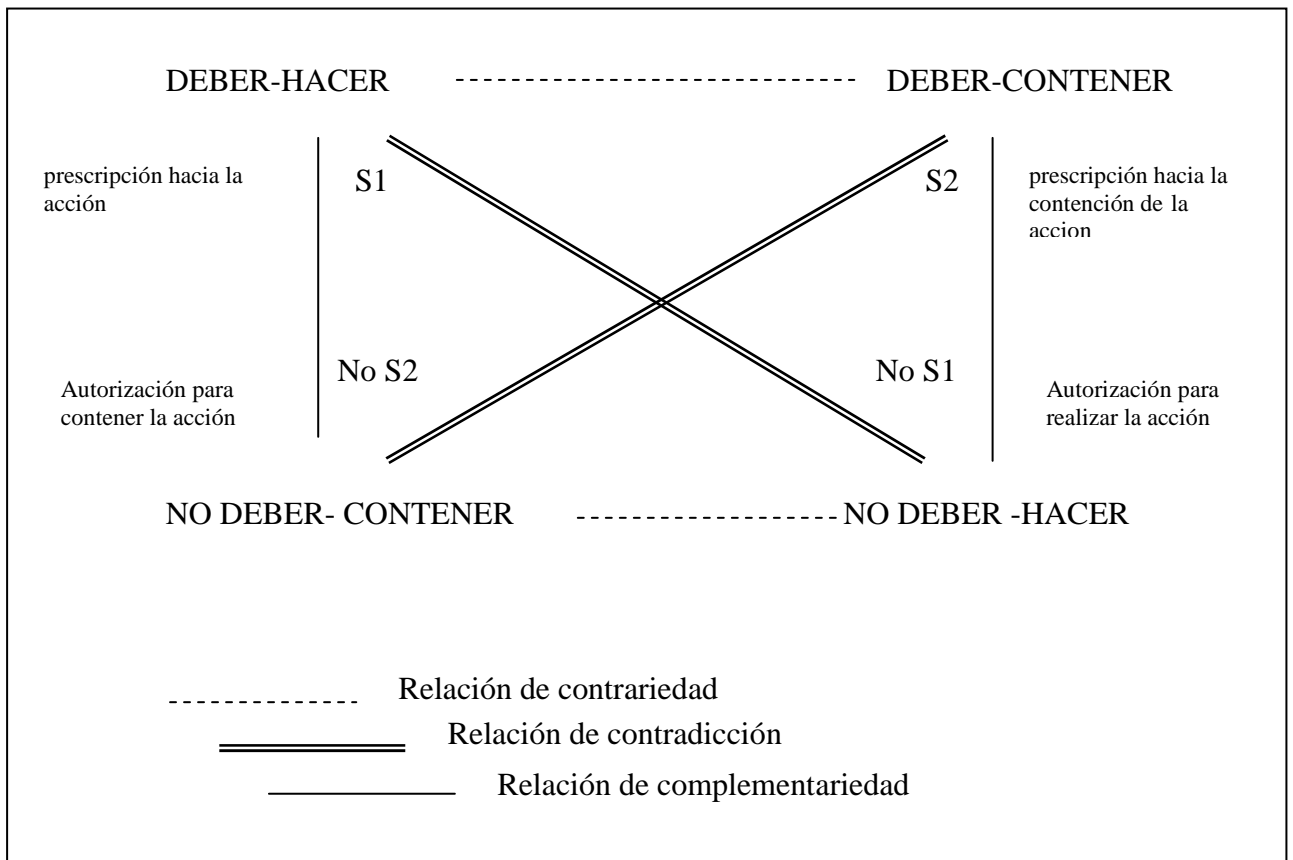 DEBER-HACER
DEBER-CONTENER
prescripción hacia la
acción
S1
S2
prescripción hacia la
contención de la
accion
Autorización para
contener la acción
No S2
No S1
Autorización para
realizar la acción
NO DEBER- CONTENER
NO DEBER -HACER
Relación de contrariedad
Relación de contradicción
Relación de complementariedad